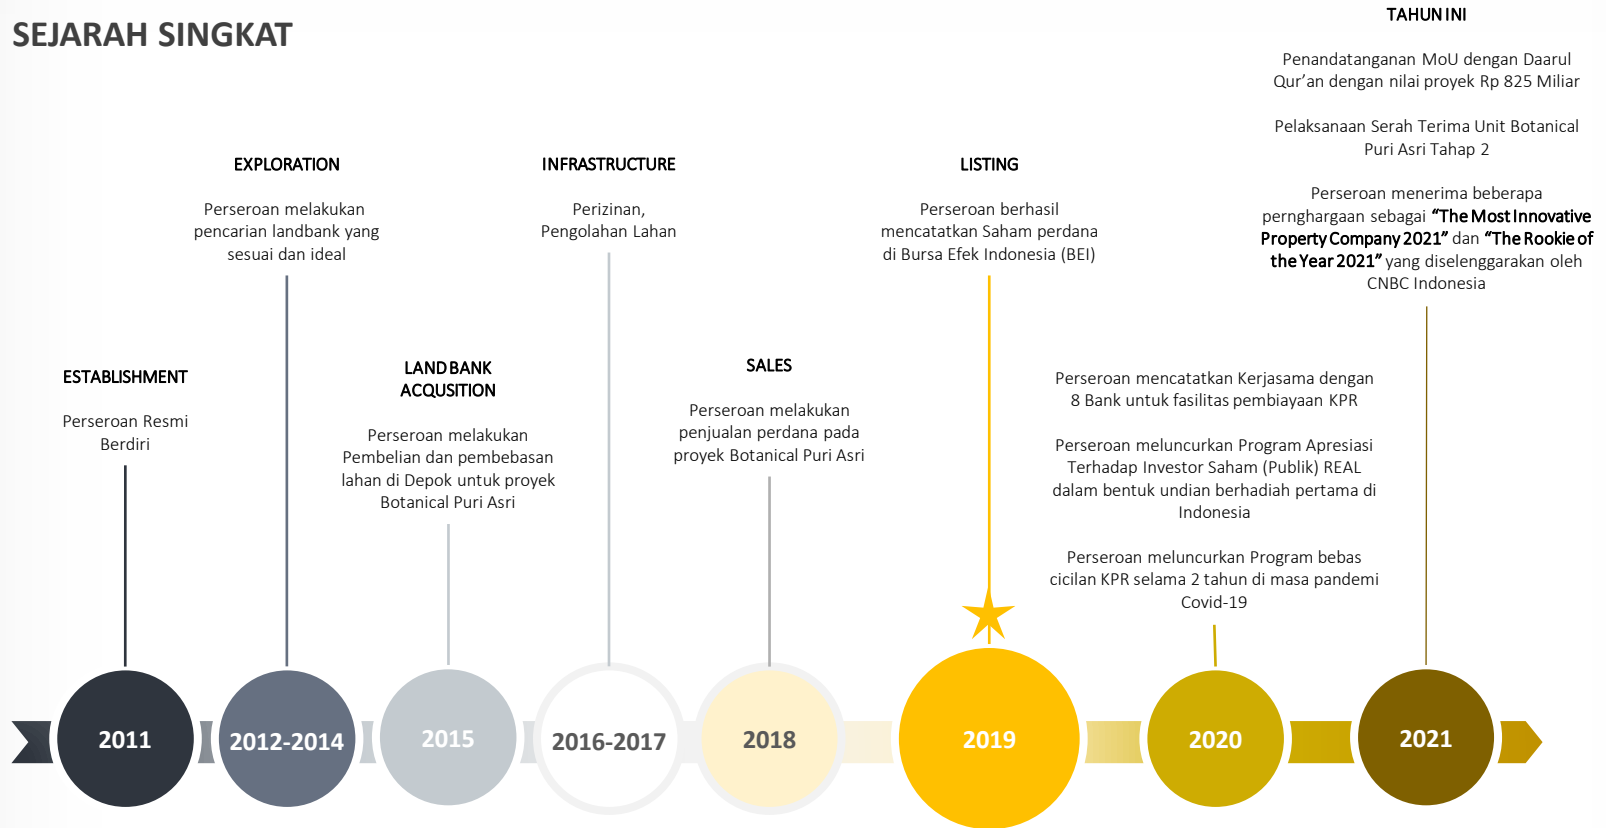 SEJARAH SINGKAT
ESTABLISHMENT
Perseroan Resmi
Berdiri
2011
EXPLORATION
Perseroan melakukan
pencarian landbank yang
sesuai dan ideal
2012-2014
LAND BANK
ACQUSITION
Perseroan melakukan
Pembelian dan pembebasan
lahan di Depok untuk proyek
Botanical Puri Asri
2015
INFRASTRUCTURE
Perizinan,
Pengolahan Lahan
2016-2017
SALES
Perseroan melakukan
penjualan perdana pada
proyek Botanical Puri Asri
2018
LISTING
Perseroan berhasil
mencatatkan Saham perdana
di Bursa Efek Indonesia (BEI)
2019
Perseroan mencatatkan Kerjasama dengan
8 Bank untuk fasilitas pembiayaan KPR
Perseroan meluncurkan Program Apresiasi
Terhadap Investor Saham (Publik) REAL
dalam bentuk undian berhadiah pertama di
Indonesia
Perseroan meluncurkan Program bebas
cicilan KPR selama 2 tahun di masa pandemi
Covid-19
2020
TAHUN INI
Penandatanganan MoU dengan Daarul
Qur'an dengan nilai proyek Rp 825 Miliar
Pelaksanaan Serah Terima Unit Botanical
Puri Asri Tahap 2
Perseroan menerima beberapa
pernghargaan sebagai “The Most Innovative
Property Company 2021” dan “The Rookie of
the Year 2021” yang diselenggarakan oleh
CNBC Indonesia
2021